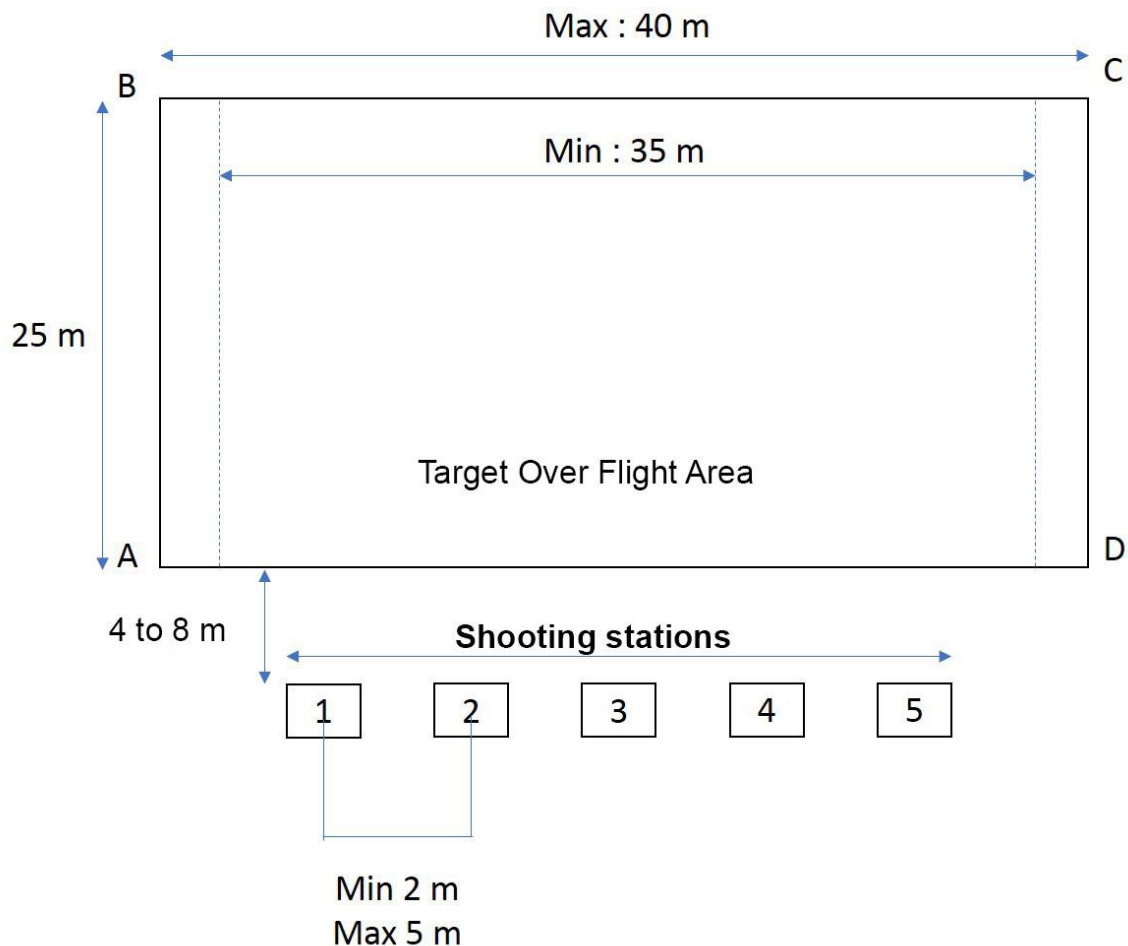 Max : 40 m
B
C
Min : 35 m
25 m
Target Over Flight Area
A
D
4 to 8 m
Shooting stations
1 2 3 4 5
Min 2 m
Max 5 m